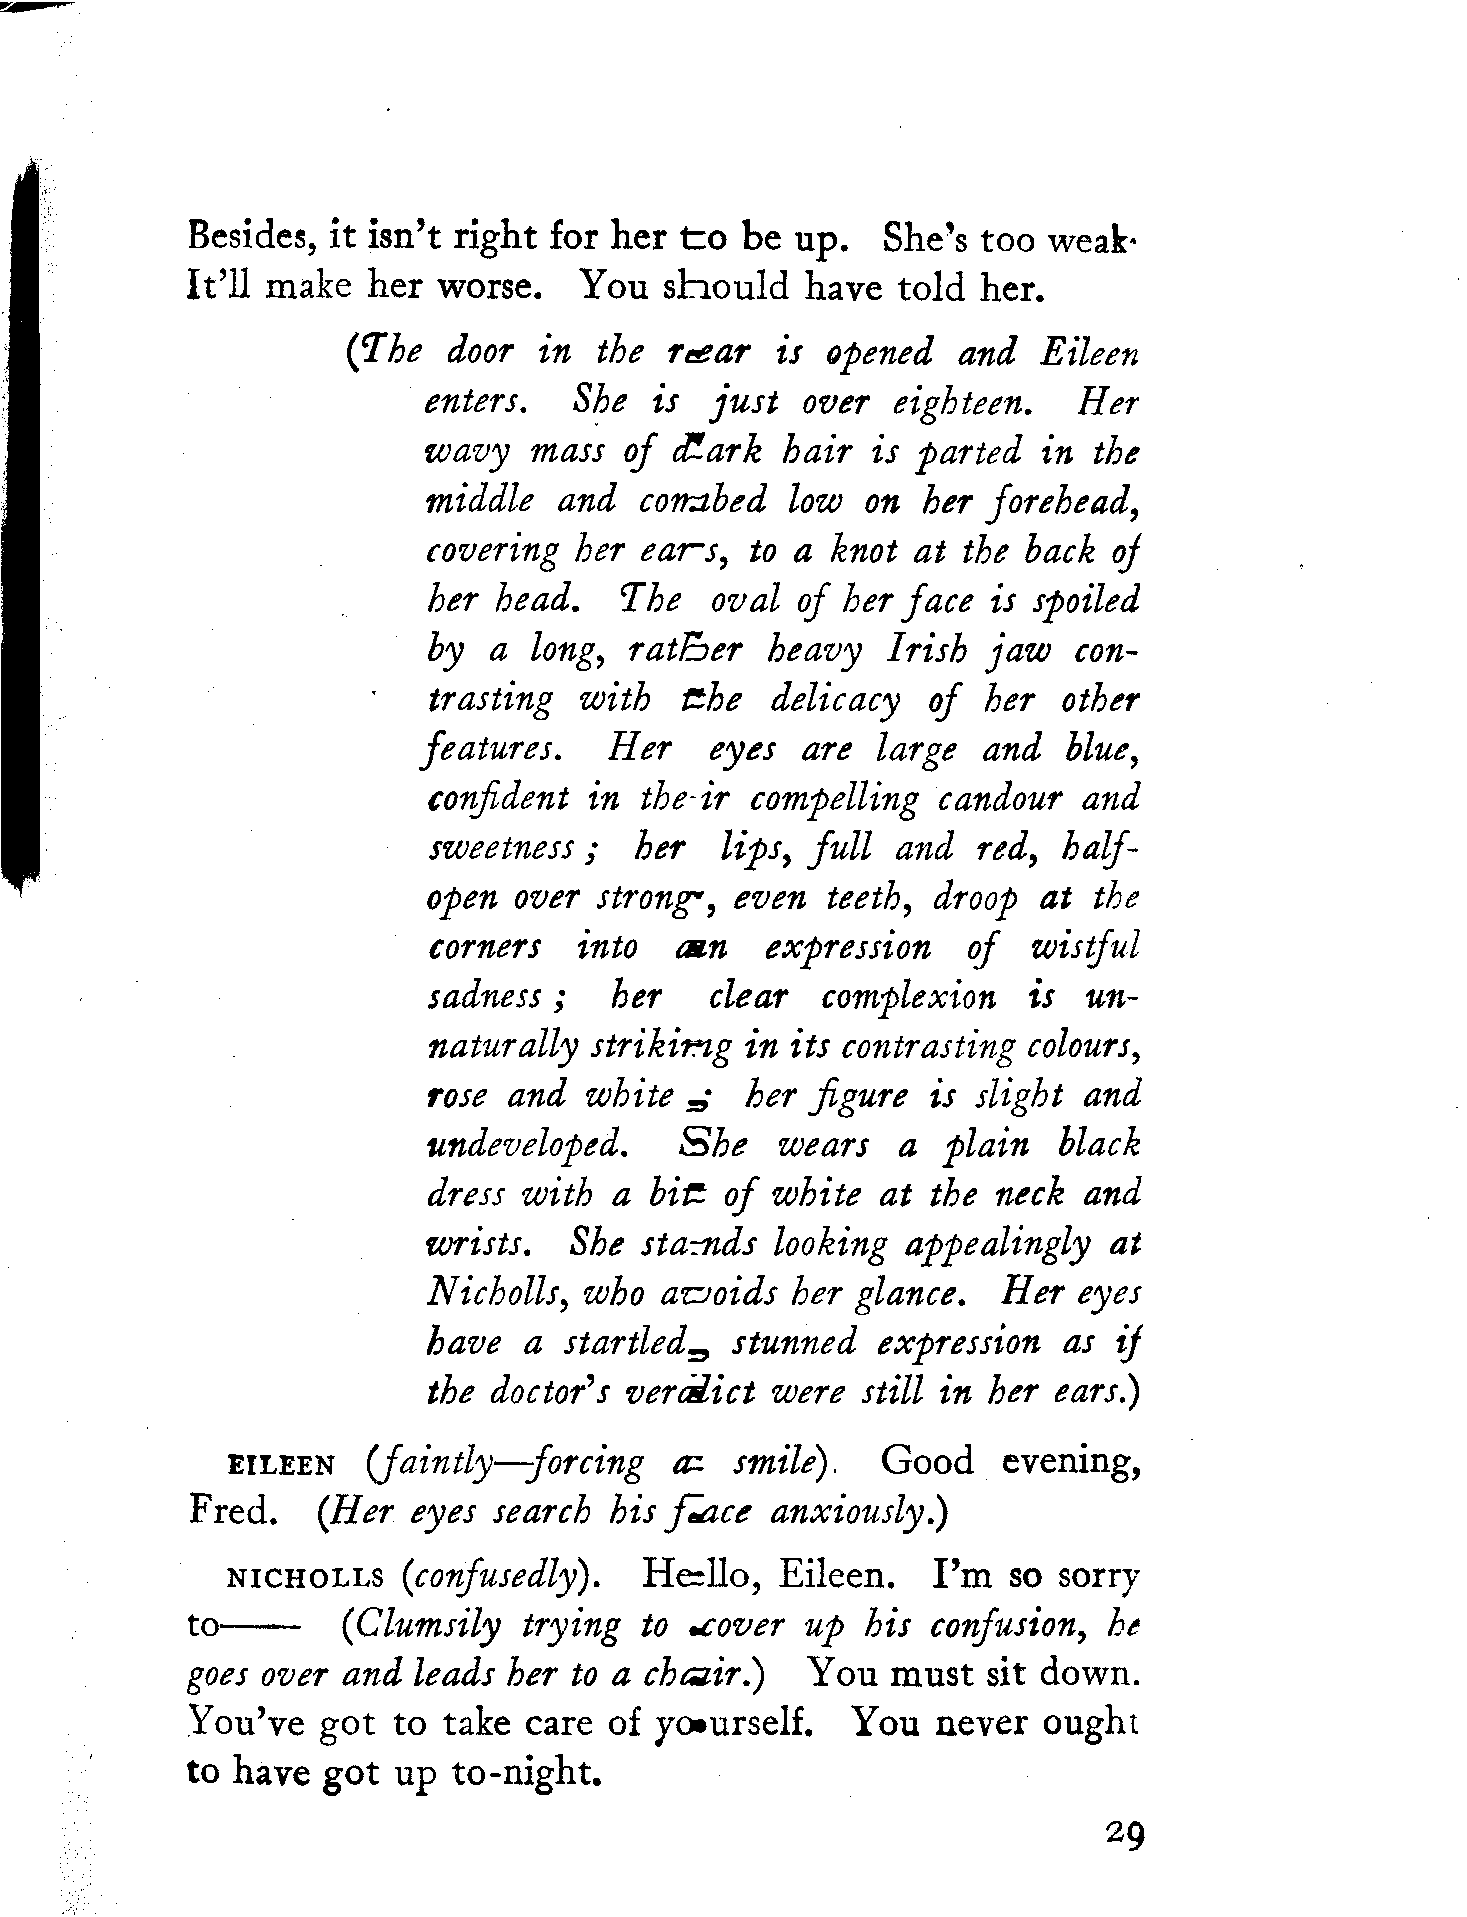 Besides, it isn't right for her to be up. She's too weak.
It'll make her worse. You should have told her.
(The door in the rear is opened and Eileen
enters. She is just over eighteen. Her
wavy mass of dark hair is parted in the
middle and combed low on her forehead,
covering her ears, to a knot at the back of
her head. The oval of her face is spoiled
by a long, rather heavy Irish jaw con-
trasting with the delicacy of her other
features. Her eyes are large and blue,
confident in their compelling candour and
sweetness ; her lips, full and red, half-
open over strong, even teeth, droop at the
corners into an expression of wistful
sadness ; her clear complexion is un-
naturally striking in its contrasting colours,
rose and white ; her figure is slight and
undeveloped. She wears a plain black
dress with a bit of white at the neck and
wrists. She stands looking appealingly at
Nicholls, who avoids her glance. Her eyes
have a startled, stunned expression as if
the doctor's verdict were still in her ears.)
EILEEN (faintly—forcing a smile). Good evening,
Fred. (Her eyes search his face anxiously.)
NICHOLLS (confusedly). Hello, Eileen. I'm so sorry
to—— (Clumsily trying to cover up his confusion, he
goes over and leads her to a chair.) You must sit down.
You've got to take care of yourself. You never ought
to have got up to-night.
29